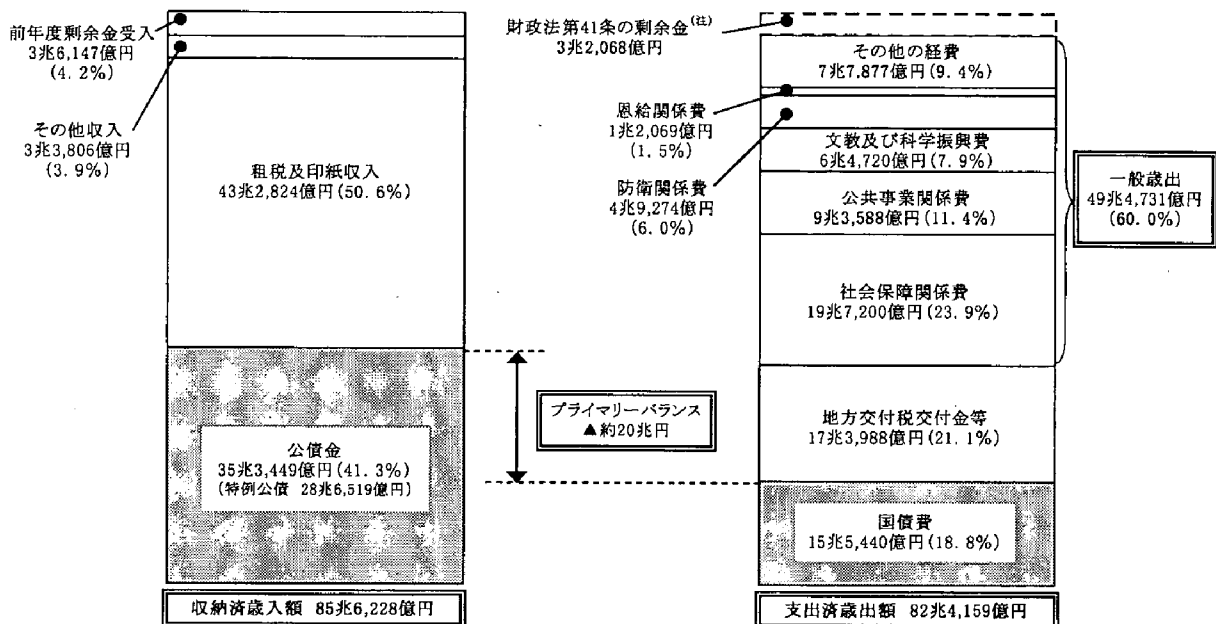 前年度剰余金受入
3兆6,147億円
(4.2%)
その他収入
3兆3,806億円
(3.9%)
租税及印紙収入
43兆2,824億円(50.6%)
公債金
35兆3,449億円(41.3%)
(特例公債 28兆6,519億円)
収納済歳入額 85兆6,228億円
プライマリーバランス
▲約20兆円
財政法第41条の剰余金(注)
3兆2,068億円
その他の経費
7兆7,877億円(9.4%)
恩給関係費
1兆2,069億円
(1.5%)
防衛関係費
4兆9,274億円
(6.0%)
文教及び科学振興費
6兆4,720億円(7.9%)
公共事業関係費
9兆3,588億円(11.4%)
社会保障関係費
19兆7,200億円(23.9%)
一般歳出
49兆4,731億円
(60.0%)
地方交付税交付金等
17兆3,988億円(21.1%)
国債費
15兆5,440億円(18.8%)
支出済歳出額 82兆4,159億円